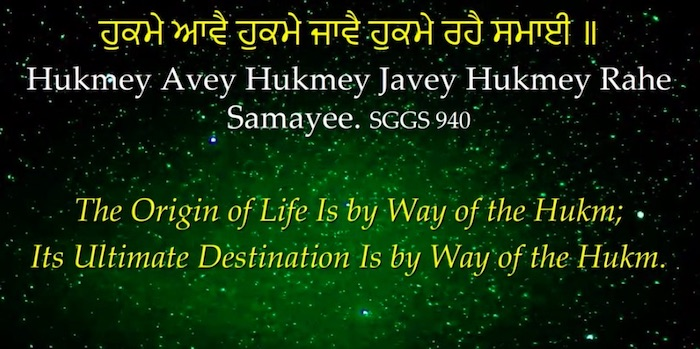 ਹੁਕਮੇ ਆਵੈ ਹੁਕਮੇ ਜਾਵੈ ਹੁਕਮੇ ਰਹੈ ਸਮਾਈ ॥
Hukmey Avey Hukmey Javey Hukmey Rahe
Samayee. SGGS 940
The Origin of Life Is by Way of the Hukm;
Its Ultimate Destination Is by Way of the Hukm.